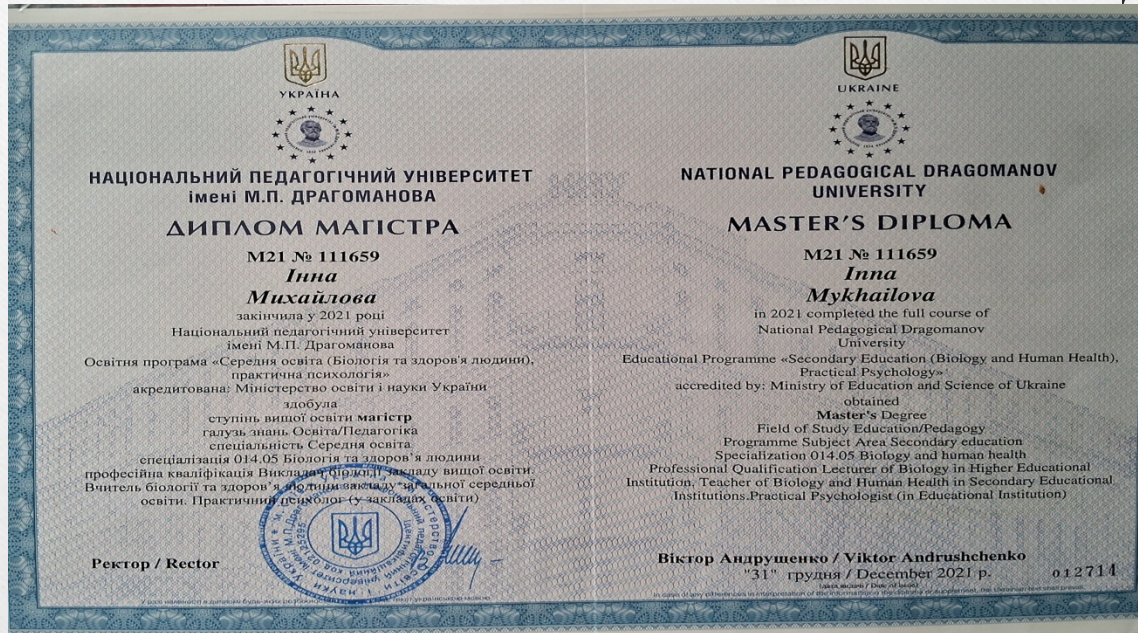 УКРАЇНА
НАЦІОНАЛЬНИЙ ПЕДАГОГІЧНИЙ УНІВЕРСИТЕТ
імені М.П. ДРАГОМАНОВА
ДИПЛОМ МАГІСТРА
М21 № 111659
Інна
Михайлова
закінчила у 2021 році
Національний педагогічний університет
імені М.П. Драгоманова
Освітня програма «Середня освіта (Біологія та здоров'я людини),
практична психологія»
акредитована: Міністерство освіти і науки України
здобула
ступінь вищої освіти магістр
галузь знань Освіта/Педагогіка
спеціальність Середня освіта
спеціалізація 014.05 Біологія та здоров'я людини
професійна кваліфікація Викладач біології закладу вищої освіти.
Вчитель біології та здоров'я людини закладу загальної середньої
освіти. Практичний психолог (у закладах освіти)
Ректор / Rector
UKRAINE
NATIONAL PEDAGOGICAL DRAGOMANOV
UNIVERSITY
MASTER'S DIPLOMA
M21 № 111659
Inna
Mykhailova
in 2021 completed the full course of
National Pedagogical Dragomanov
University
Educational Programme «Secondary Education (Biology and Human Health),
Practical Psychology»
accredited by: Ministry of Education and Science of Ukraine
obtained
Master's Degree
Field of Study Education/Pedagogy
Programme Subject Area Secondary education
Specialization 014.05 Biology and human health
Professional Qualification Lecturer of Biology in Higher Educational
Institution, Teacher of Biology and Human Health in Secondary Educational
Institutions.Practical Psychologist (in Educational Institution)
Віктор Андрущенко / Viktor Andrushchenko
"31" грудня / December 2021 р.
012714